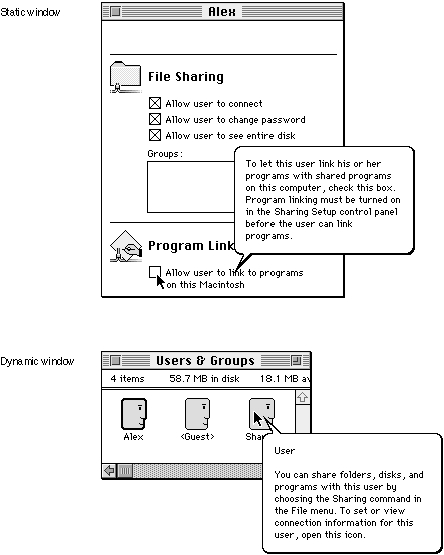 Static window
Alex
File Sharing
Allow user to connect
Allow user to change password
Allow user to see entire disk
Groups:
To let this user link his or her
programs with shared programs
on this computer, check this box.
Program linking must be turned on
in the Sharing Setup control panel
before the user can link
programs.
Program Link
Allow user to link to programs
on this Macintosh
Dynamic window
Users & Groups
4 items
58.7 MB in disk
18.1 MB av
Alex
<Guest>
Shar
User
You can share folders, disks, and
programs with this user by
choosing the Sharing command in
the File menu. To set or view
connection information for this
user, open this icon.